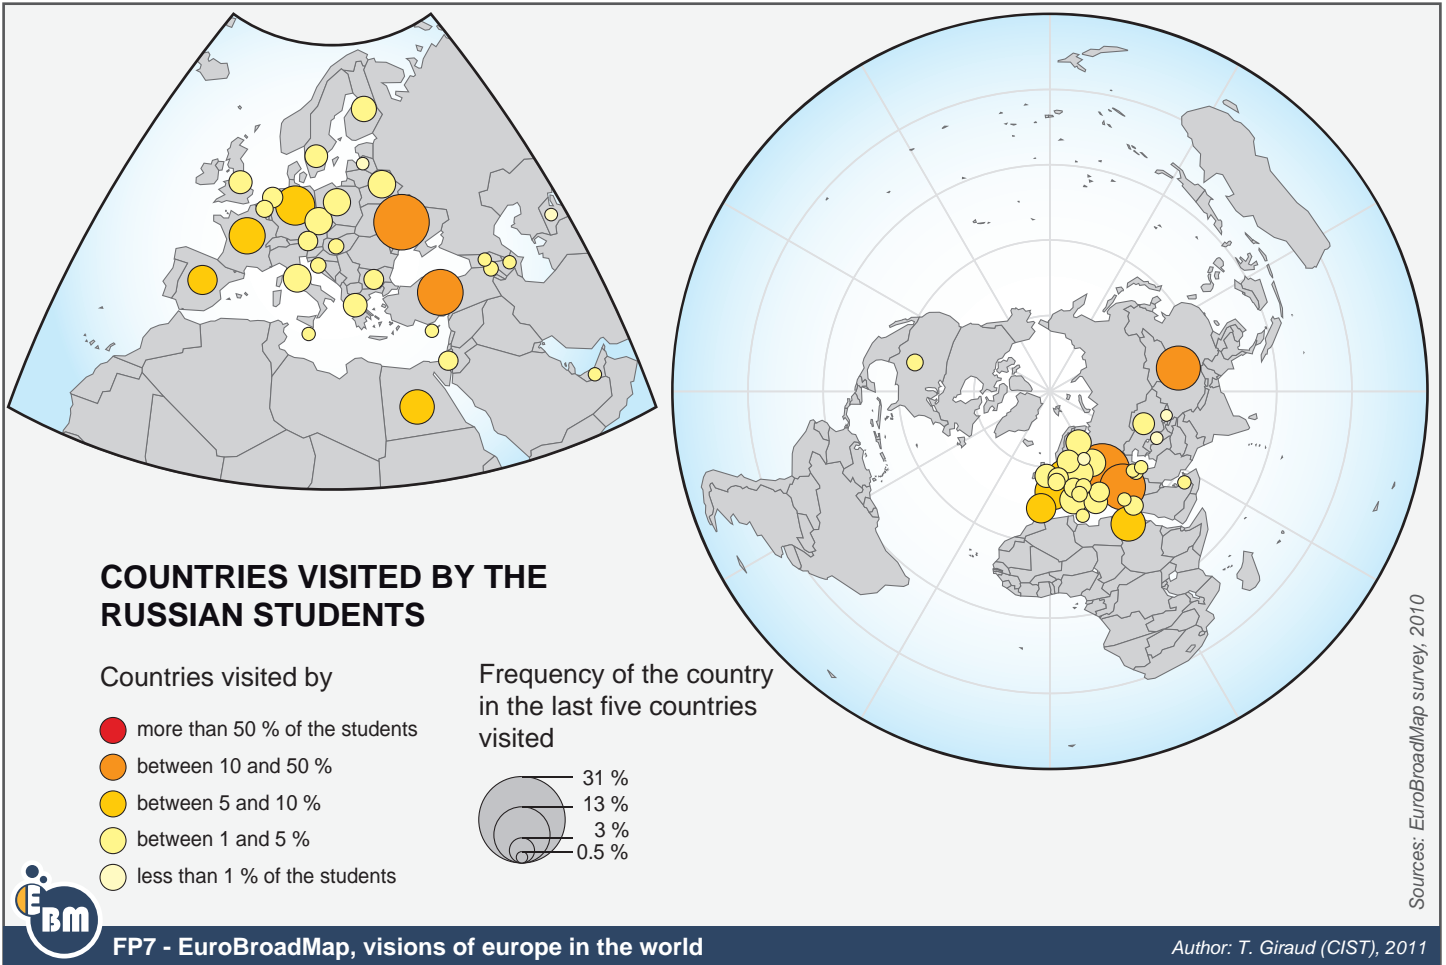 COUNTRIES VISITED BY THE
RUSSIAN STUDENTS
Countries visited by
more than 50 % of the students
between 10 and 50 %
between 5 and 10 %
between 1 and 5 %
less than 1 % of the students
Frequency of the country
in the last five countries
visited
31 %
13 %
3 %
0.5 %
Sources: EuroBroadMap survey, 2010
EBM
FP7 - EuroBroadMap, visions of europe in the world
Author: T. Giraud (CIST), 2011